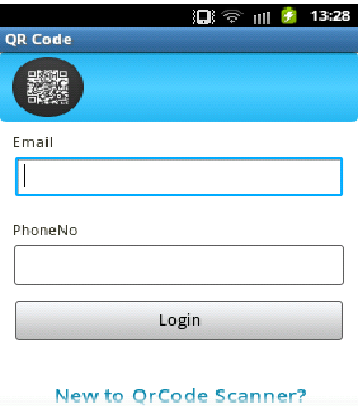 13:28
QR Code
Email
PhoneNo
Login
New to QrCode Scanner?